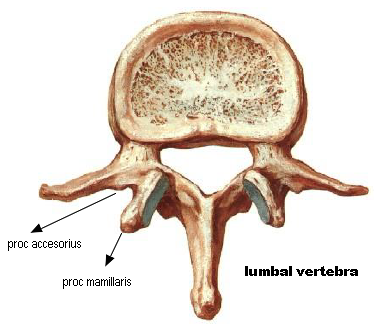 proc accesorius
proc mamillaris
lumbal vertebra